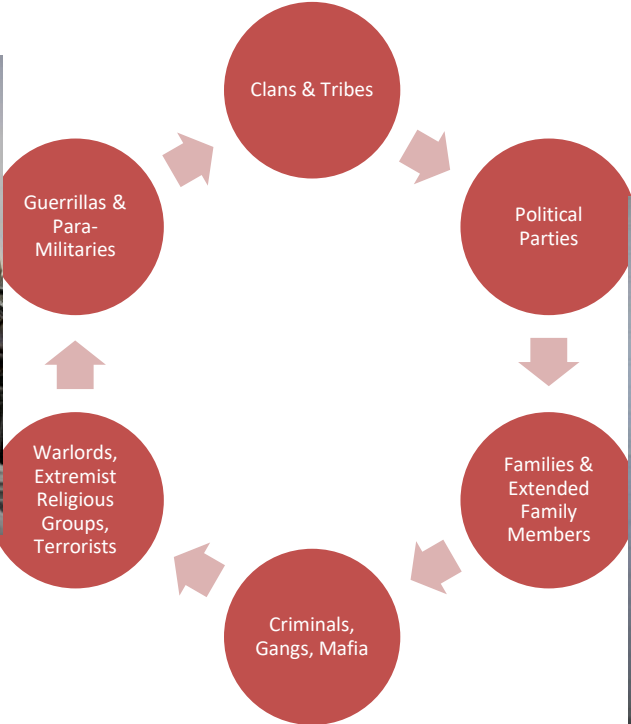 Clans & Tribes
Political
Parties
Families &
Extended
Family
Members
Criminals,
Gangs, Mafia
Warlords,
Extremist
Religious
Groups,
Terrorists
Guerrillas &
Para-
Militaries